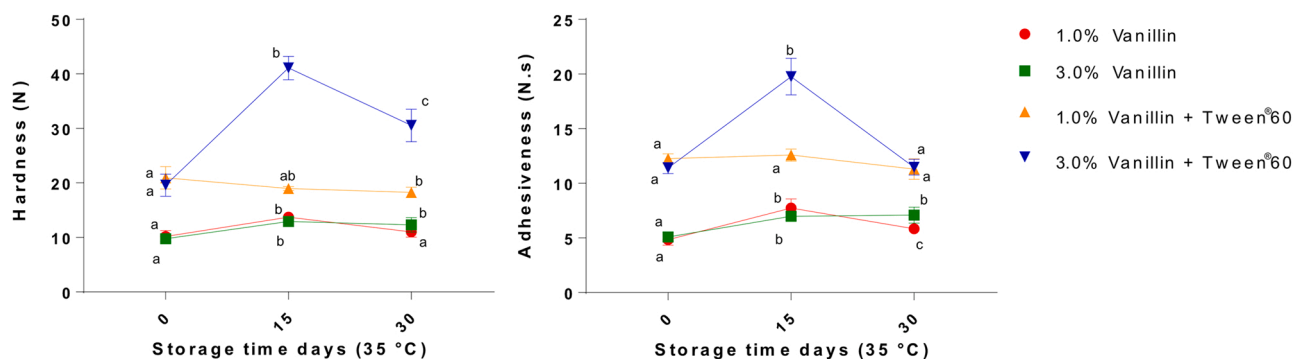 50
40
30
20
10
0
Hardness (N)
a
a
a
a
b
ab
b
b
c
b
b
a
0
15
30
Storage time days (35 °C)
25
20
15
10
5
0
Adhesiveness (N.s)
a
a
a
a
b
a
b
b
a
a
b
c
0
15
30
Storage time days (35 °C)
1.0% Vanillin
3.0% Vanillin
1.0% Vanillin + Tween®60
3.0% Vanillin + Tween®60